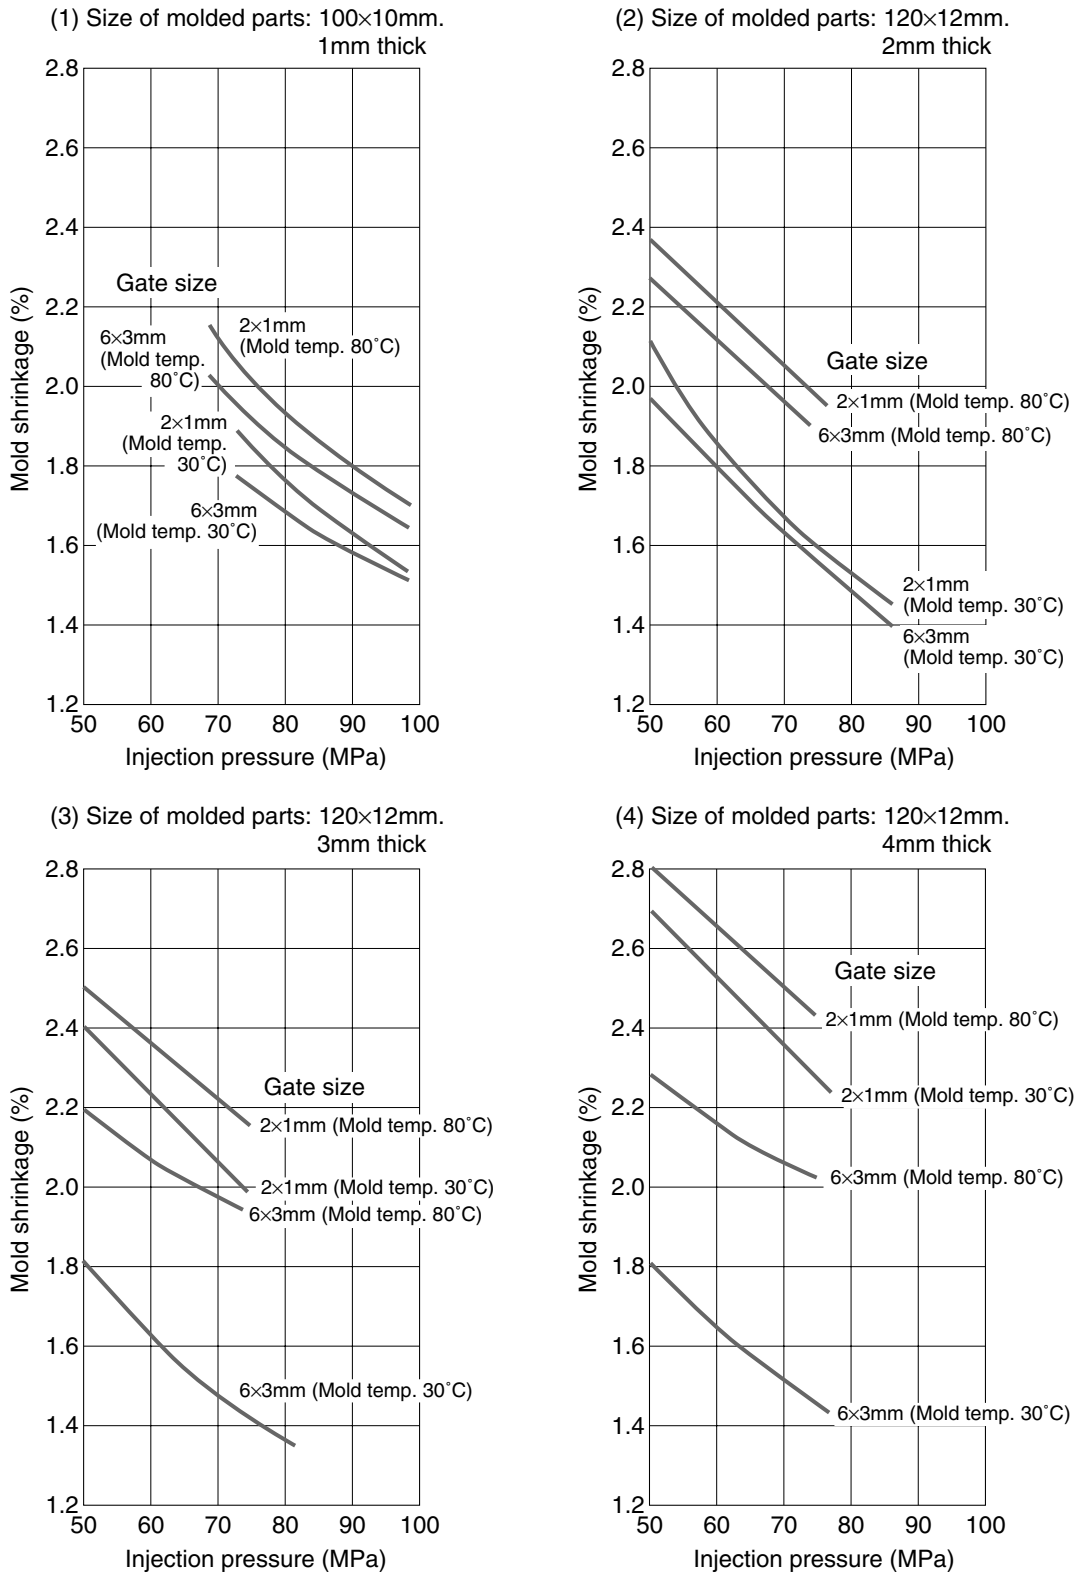 (1) Size of molded parts: 100×10mm.
1mm thick
2.8
2.6
2.4
2.2
2.0
1.8
1.6
1.4
1.2
50 60 70 80 90 100
Mold shrinkage (%)
Injection pressure (MPa)
Gate size
2×1mm
(Mold temp. 80˚C)
6×3mm
(Mold temp.
80˚C)
2×1mm
(Mold temp.
30˚C)
6×3mm
(Mold temp. 30˚C)
(2) Size of molded parts: 120×12mm.
2mm thick
2.8
2.6
2.4
2.2
2.0
1.8
1.6
1.4
1.2
50 60 70 80 90 100
Mold shrinkage (%)
Injection pressure (MPa)
Gate size
2×1mm (Mold temp. 80˚C)
6×3mm (Mold temp. 80˚C)
2×1mm
(Mold temp. 30˚C)
6×3mm
(Mold temp. 30˚C)
(3) Size of molded parts: 120×12mm.
3mm thick
2.8
2.6
2.4
2.2
2.0
1.8
1.6
1.4
1.2
50 60 70 80 90 100
Mold shrinkage (%)
Injection pressure (MPa)
Gate size
2×1mm (Mold temp. 80˚C)
2×1mm (Mold temp. 30˚C)
6×3mm (Mold temp. 80˚C)
6×3mm (Mold temp. 30˚C)
(4) Size of molded parts: 120×12mm.
4mm thick
2.8
2.6
2.4
2.2
2.0
1.8
1.6
1.4
1.2
50 60 70 80 90 100
Mold shrinkage (%)
Injection pressure (MPa)
Gate size
2×1mm (Mold temp. 80˚C)
2×1mm (Mold temp. 30˚C)
6×3mm (Mold temp. 80˚C)
6×3mm (Mold temp. 30˚C)